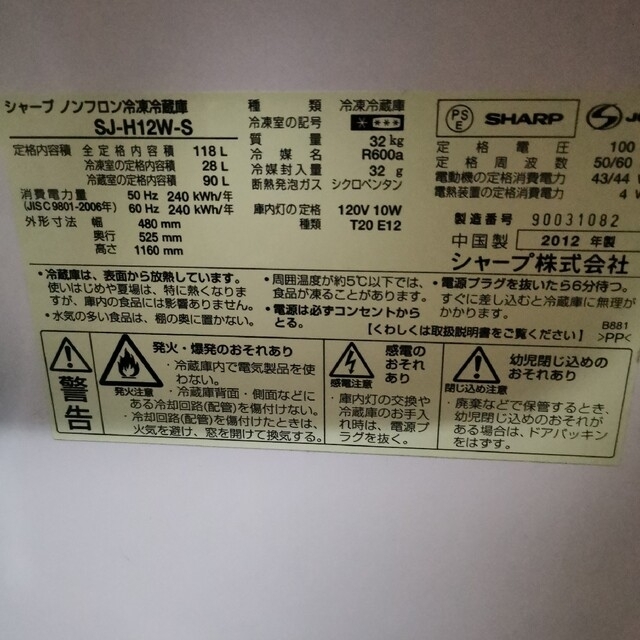 シャープ ノンフロン冷凍冷蔵庫
SJ-H12W-S
定格内容積 全定格内容積 118 L
冷凍室の定格内容積 28 L
冷蔵室の定格内容積 90 L
消費電力量 50 Hz 240 kWh/年
(JIS C 9801-2006年) 60 Hz 240 kWh/年
外形寸法 幅 480 mm
奥行 525 mm
高さ 1160 mm
種類 冷凍冷蔵庫
冷凍室の記号
質量 32 kg
冷媒名 R600a
冷媒封入量 32 g
断熱発泡ガス シクロペンタン
庫内灯の定格 120V 10W
種類 T20 E12
PS
E
SHARP
定格電圧 100
定格周波数 50/60
電動機の定格消費電力 43/44
電熱装置の定格消費電力 4
製造番号 90031082
中国製 2012 年製
シャープ株式会社
・冷蔵庫は、表面から放熱しています。
使いはじめや夏場は、特に熱くなりま
すが、庫内の食品には影響ありません。
・水気の多い食品は、棚の奥に置かない。
・周囲温度が約5℃以下では、
食品が凍ることがあります。
・電源は必ずコンセントから
とる。
・電源プラグを抜いたら6分待つ。
すぐに差し込むと冷蔵庫に無理が
かかります。
【くわしくは取扱説明書をご覧ください】
B881
>PP<
警告
発火注意
発火・爆発のおそれあり
・冷蔵庫内で電気製品を使
わない。
・冷蔵庫背面・側面などに
ある冷却回路(配管)を傷付けない。
・冷却回路(配管)を傷付けたときは、
火気を避け、窓を開けて換気する。
感電注意
感電の
おそれ
あり
・庫内灯の交換や
冷蔵庫のお手入
れ時は、電源プ
ラグを抜く。
閉じ込め注意
幼児閉じ込めの
おそれあり
・廃棄などで保管するとき、
幼児閉じ込めのおそれが
ある場合は、ドアパッキン
をはずす。